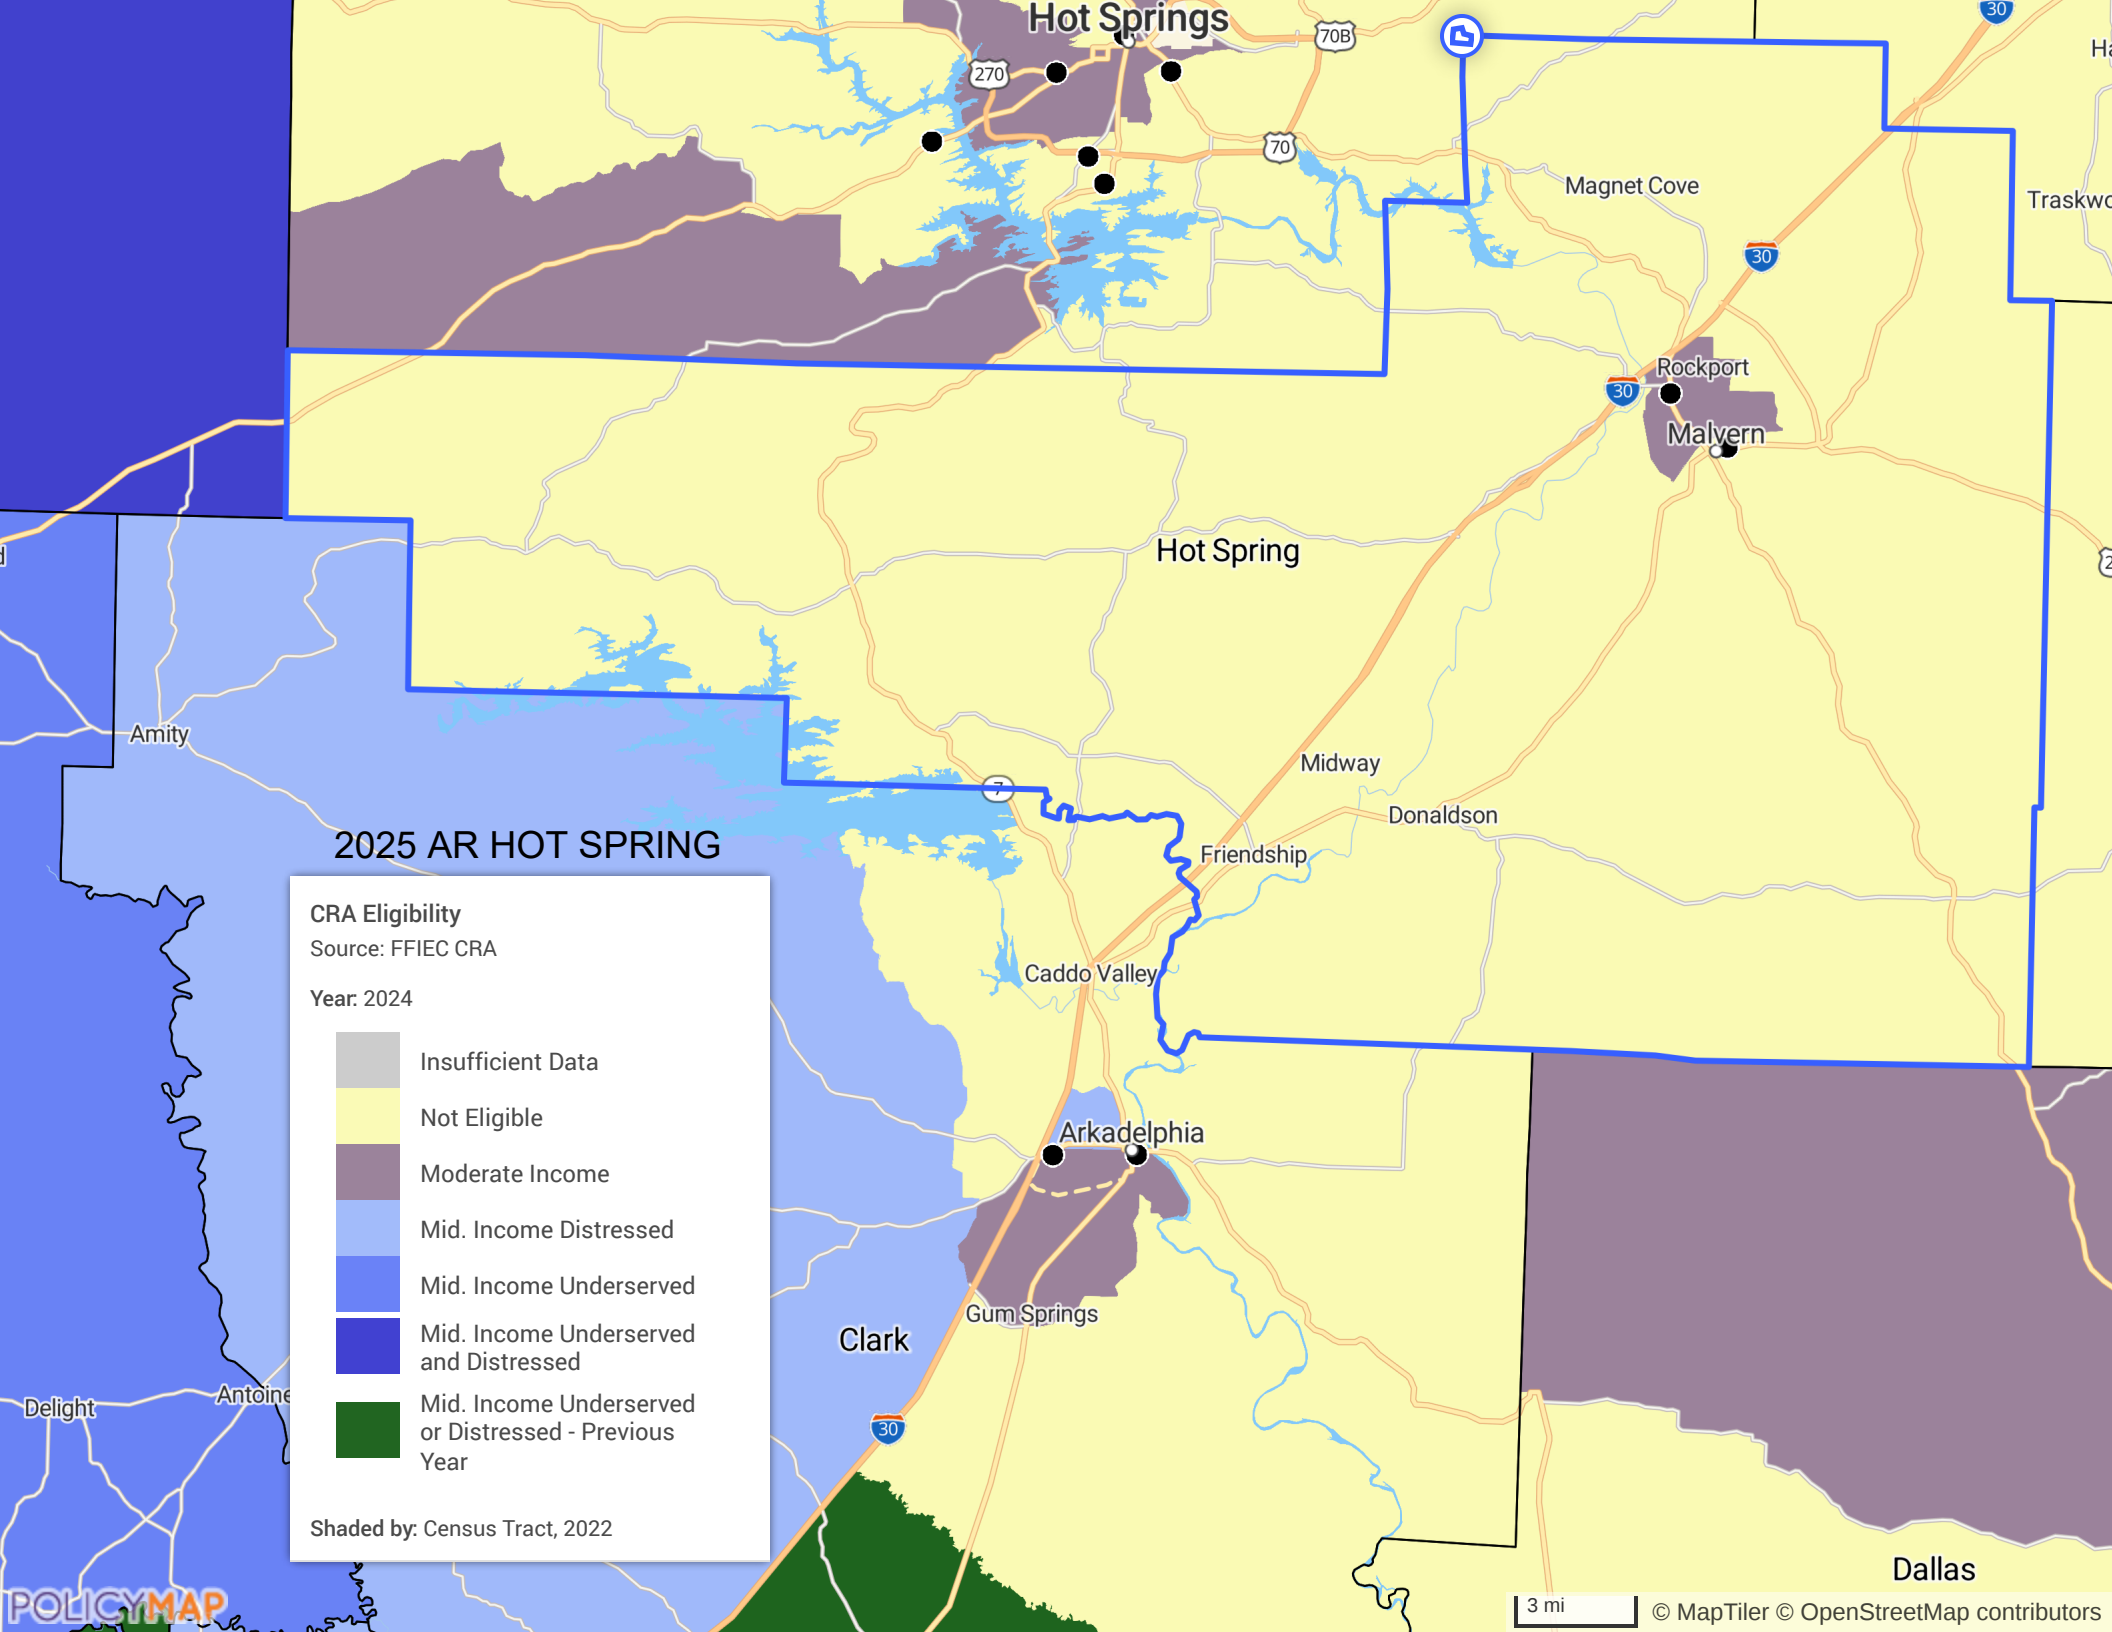 Hot Springs
70B
30
Ha
270
70
Magnet Cove
Traskwo
30
Rockport
30
Malvern
Hot Spring
2
d
Amity
Midway
7
Donaldson
2025 AR HOT SPRING
Friendship
CRA Eligibility
Source: FFIEC CRA
Caddo Valley
Year: 2024
Insufficient Data
Not Eligible
Arkadelphia
Moderate Income
Mid. Income Distressed
Mid. Income Underserved
Gum Springs
Mid. Income Underserved
and Distressed
Clark
Antoine
Delight
Mid. Income Underserved
or Distressed - Previous
Year
30
Shaded by: Census Tract, 2022
Dallas
POLICYMAP
3 mi
© MapTiler © OpenStreetMap contributors